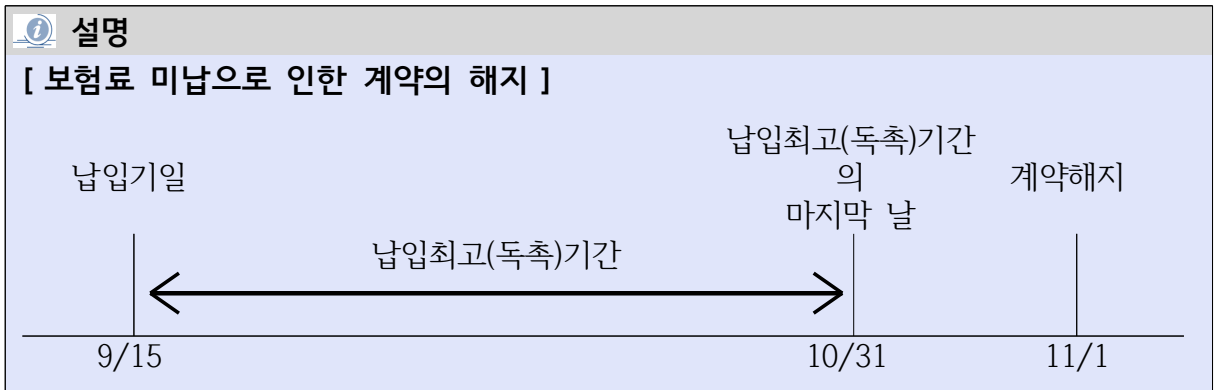 설명
[ 보험료 미납으로 인한 계약의 해지 ]
납입기일
납입최고(독촉)기간
의
마지막 날
계약해지
납입최고(독촉)기간
9/15
10/31
11/1